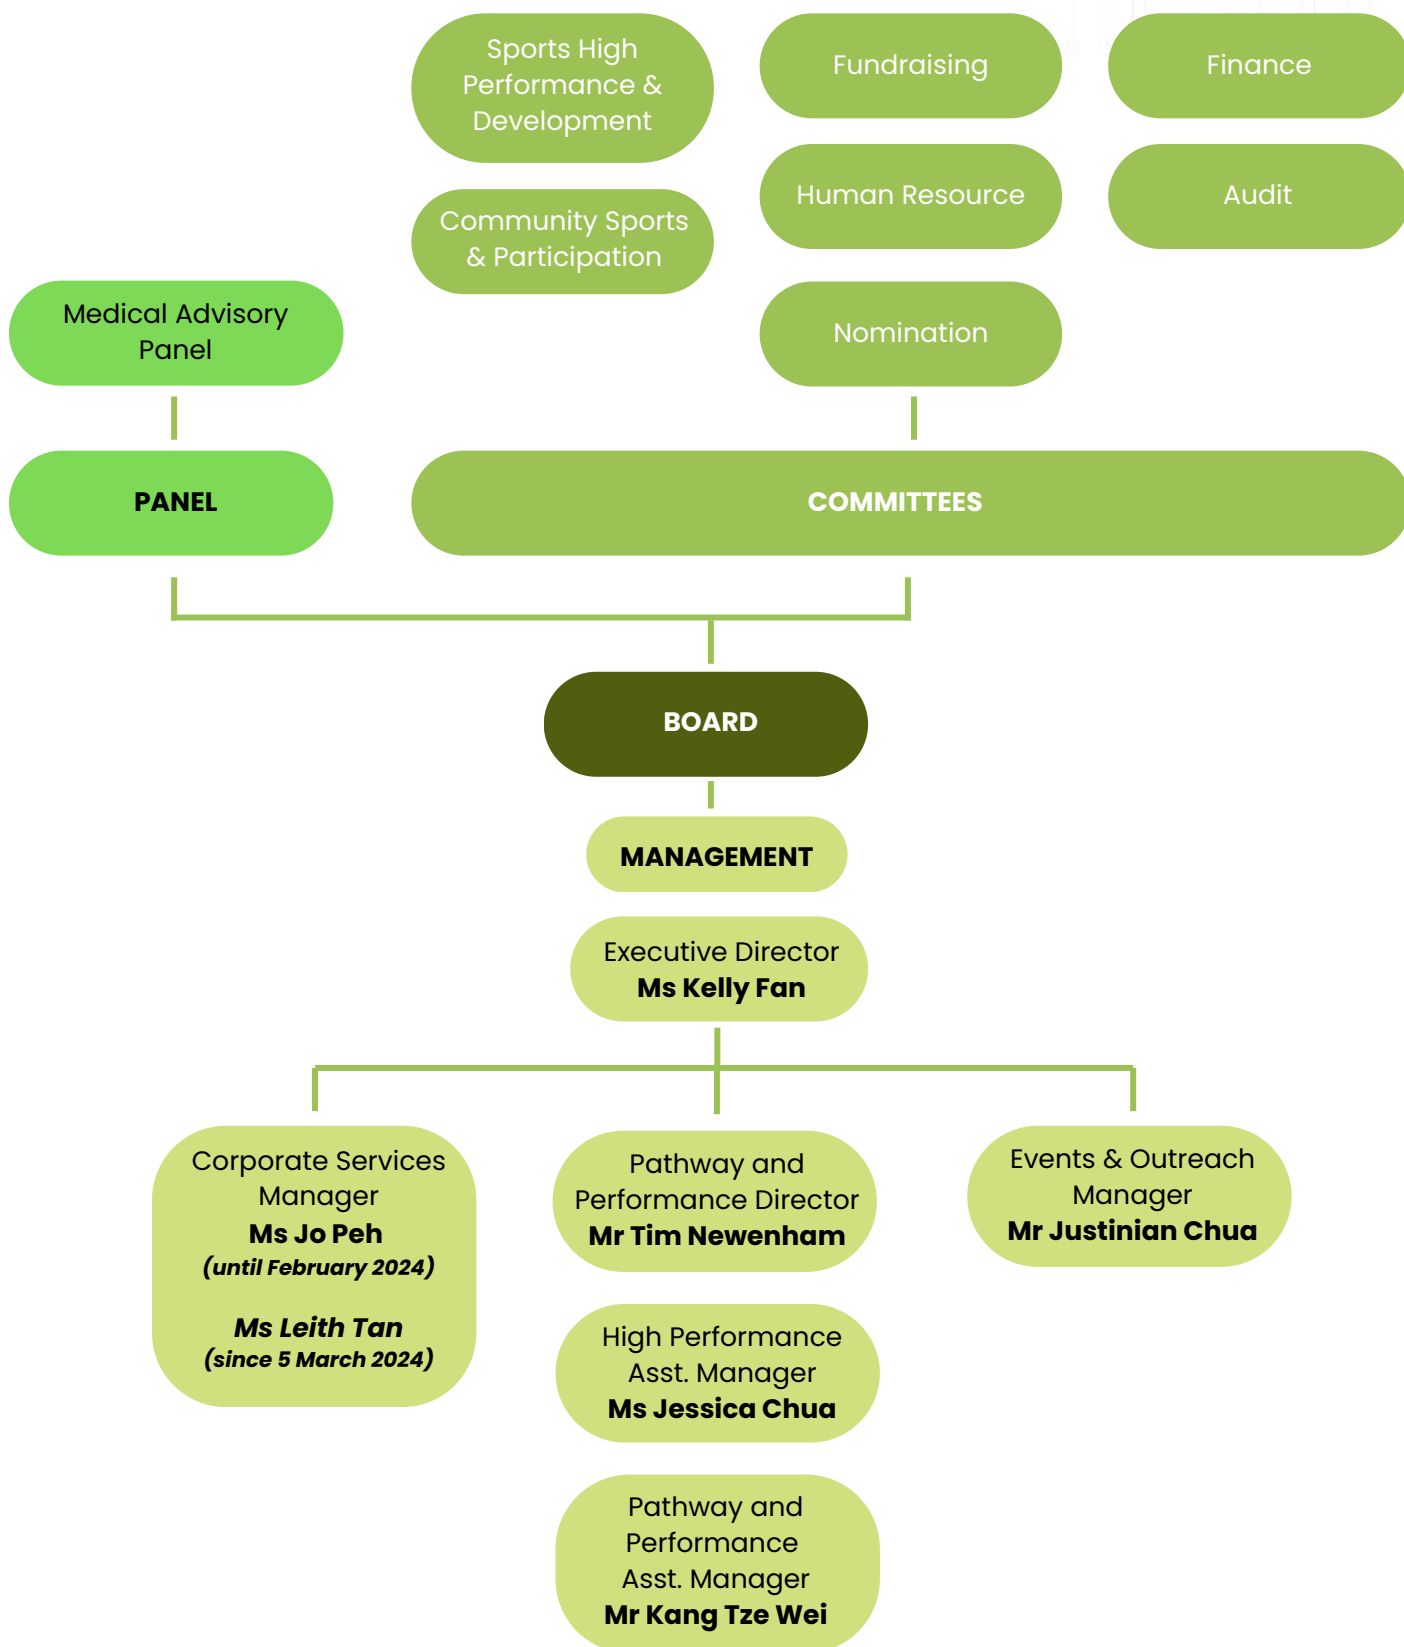 Sports High
Performance &
Development
Fundraising
Finance
Community Sports
& Participation
Human Resource
Audit
Medical Advisory
Panel
Nomination
PANEL
COMMITTEES
BOARD
MANAGEMENT
Executive Director
Ms Kelly Fan
Corporate Services
Manager
Ms Jo Peh
(until February 2024)
Ms Leith Tan
(since 5 March 2024)
Pathway and
Performance Director
Mr Tim Newenham
Events & Outreach
Manager
Mr Justinian Chua
High Performance
Asst. Manager
Ms Jessica Chua
Pathway and
Performance
Asst. Manager
Mr Kang Tze Wei